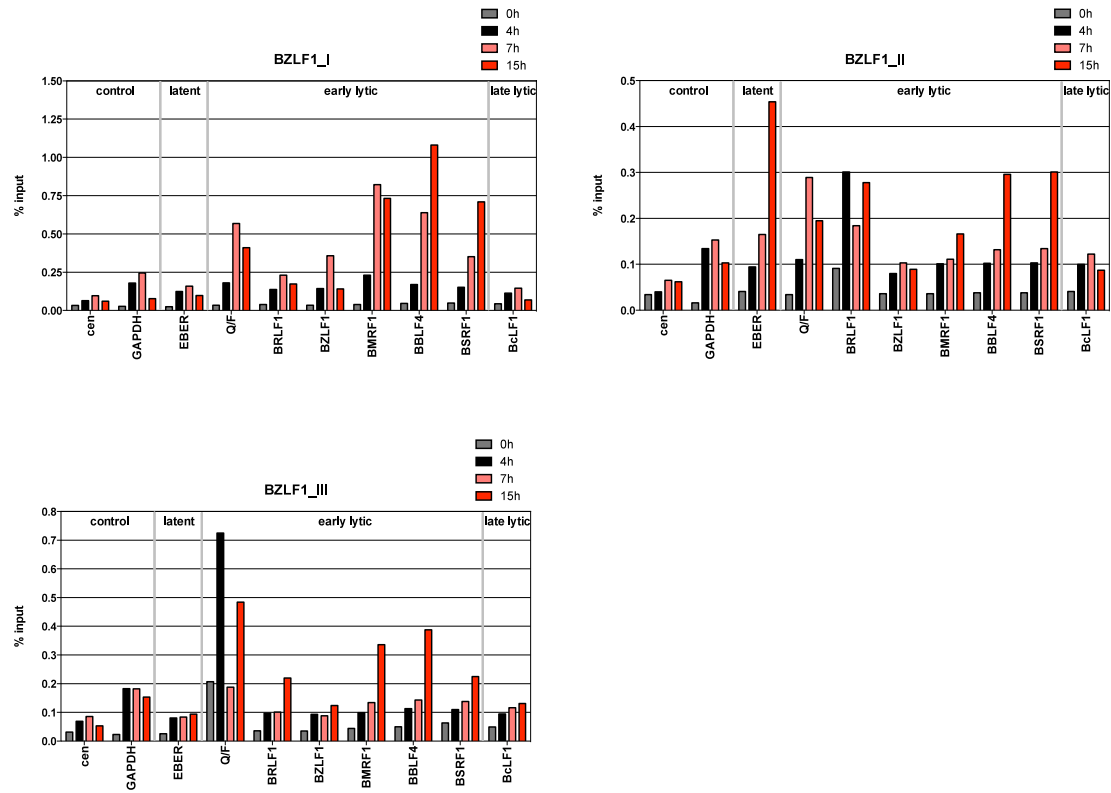 0h
4h
7h
15h
BZLF1_I
1.50
1.25
1.00
0.75
0.50
0.25
0.00
% input
control
latent
early lytic
late lytic
cen
GAPDH
EBER
Q/F
BRLF1
BZLF1
BMRF1
BBLF4
BSRF1
BcLF1
0h
4h
7h
15h
BZLF1_II
0.5
0.4
0.3
0.2
0.1
0.0
% input
control
latent
early lytic
late lytic
cen
GAPDH
EBER
Q/F
BRLF1
BZLF1
BMRF1
BBLF4
BSRF1
BcLF1
0h
4h
7h
15h
BZLF1_III
0.8
0.7
0.6
0.5
0.4
0.3
0.2
0.1
0.0
% input
control
latent
early lytic
late lytic
cen
GAPDH
EBER
Q/F
BRLF1
BZLF1
BMRF1
BBLF4
BSRF1
BcLF1